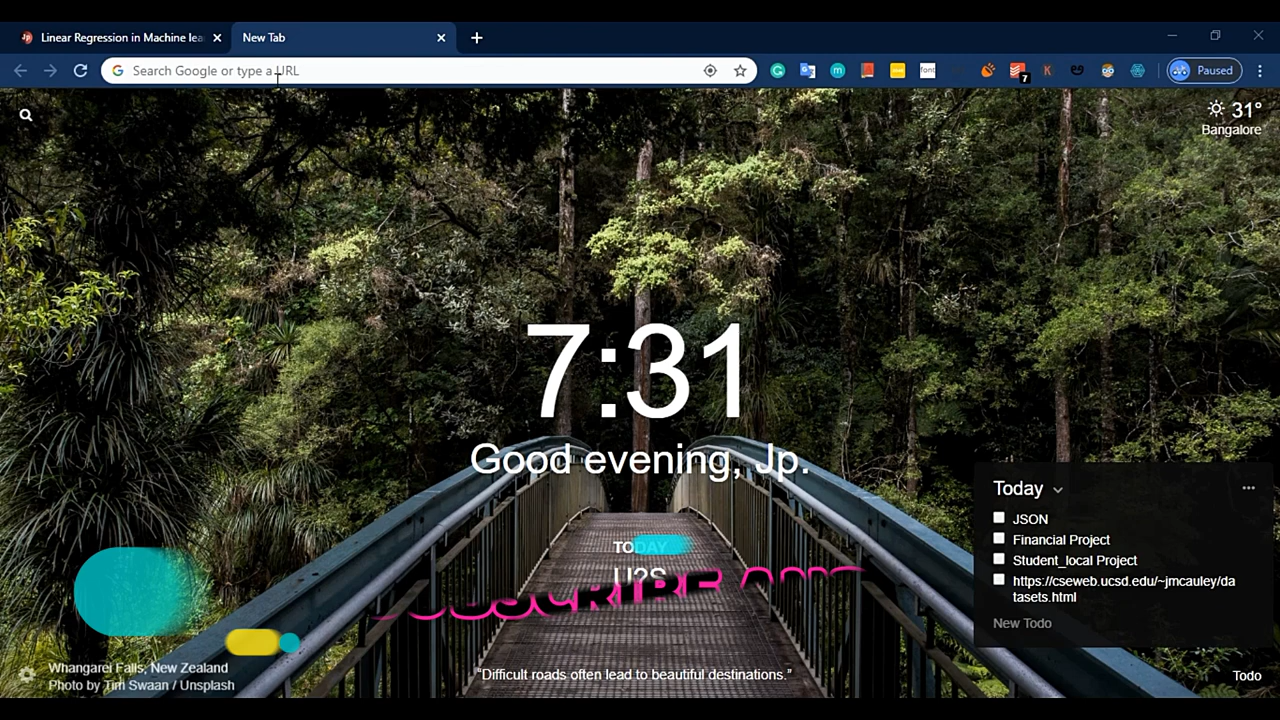 Linear Regression in Machine lea
New Tab
Search Google or type a URL
7
Paused
31°
Bangalore
7:31
Good evening, Jp.
Today
JSON
Financial Project
Student_local Project
https://cseweb.ucsd.edu/~jmcauley/da
tasets.html
New Todo
TODAY
"Difficult roads often lead to beautiful destinations."
Whangarei Falls, New Zealand
Photo by Tim Swaan / Unsplash
Todo